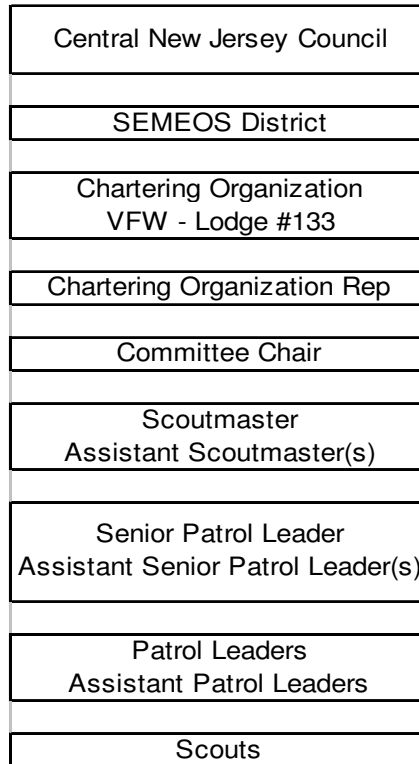 Central New Jersey Council
SEMEOS District
Chartering Organization
VFW - Lodge #133
Chartering Organization Rep
Committee Chair
Scoutmaster
Assistant Scoutmaster(s)
Senior Patrol Leader
Assistant Senior Patrol Leader(s)
Patrol Leaders
Assistant Patrol Leaders
Scouts